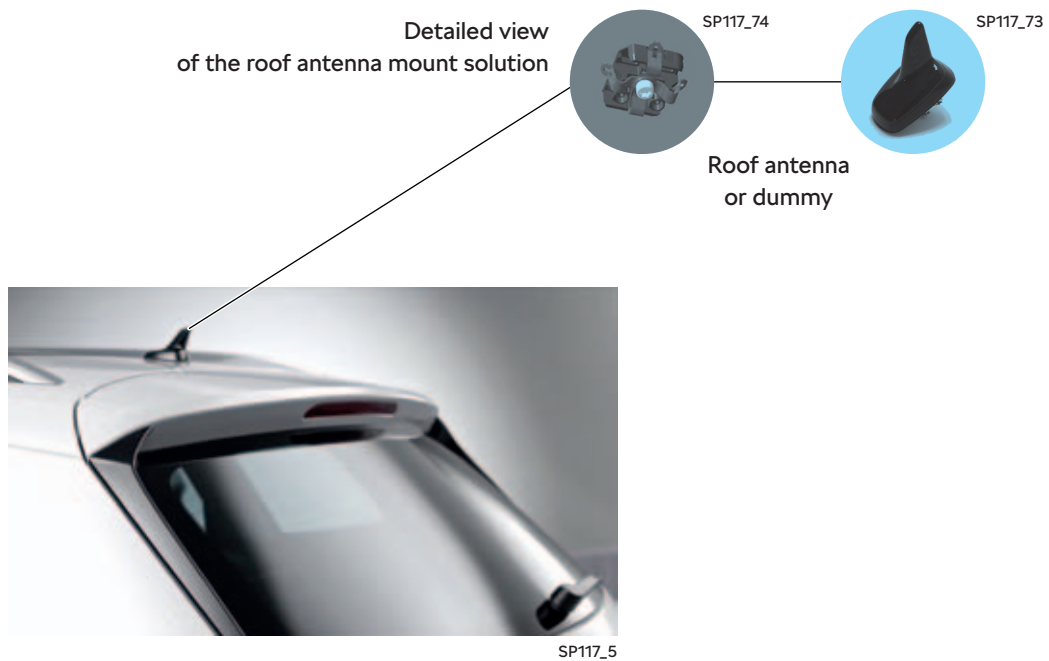 Detailed view
of the roof antenna mount solution
SP117_74
SP117_73
Roof antenna
or dummy
SP117_5